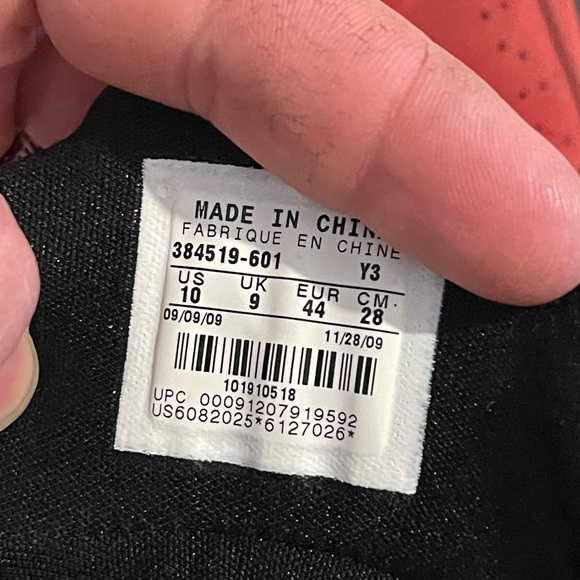 MADE IN
FABRIQUE EN CHINE
384519-601 Y3
US UK EUR CM.
10 9 44 28
09/09/09
11/28/09
101910518
UPC 00091207919592
US6082025*6127026*